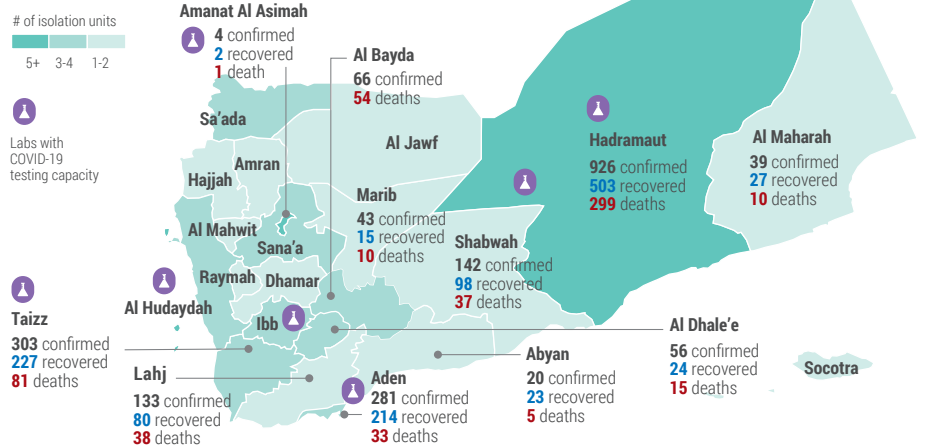 # of isolation units
5+ 3-4 1-2
Labs with
COVID-19
testing capacity
Amanat Al Asimah
4 confirmed
2 recovered
1 death
Al Bayda
66 confirmed
54 deaths
Sa'ada
Al Jawf
Amran
Hajjah
Hadramaut
926 confirmed
503 recovered
299 deaths
Al Maharah
39 confirmed
27 recovered
10 deaths
Marib
43 confirmed
15 recovered
10 deaths
Al Mahwit
Sana'a
Shabwah
142 confirmed
98 recovered
37 deaths
Raymah
Dhamar
Al Hudaydah
Ibb
Taizz
303 confirmed
227 recovered
81 deaths
Lahj
133 confirmed
80 recovered
38 deaths
Aden
281 confirmed
214 recovered
33 deaths
Abyan
20 confirmed
23 recovered
5 deaths
Al Dhale'e
56 confirmed
24 recovered
15 deaths
Socotra